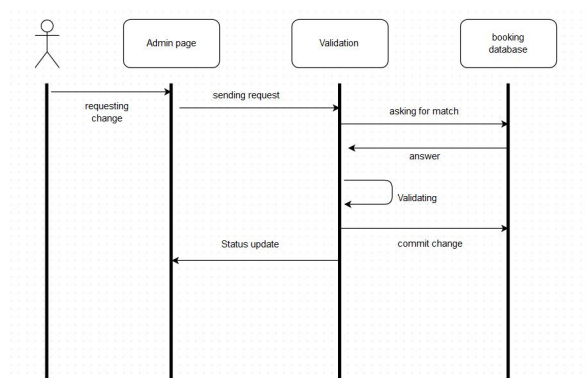 Admin page
Validation
booking
database
requesting
change
sending request
asking for match
answer
Validating
commit change
Status update